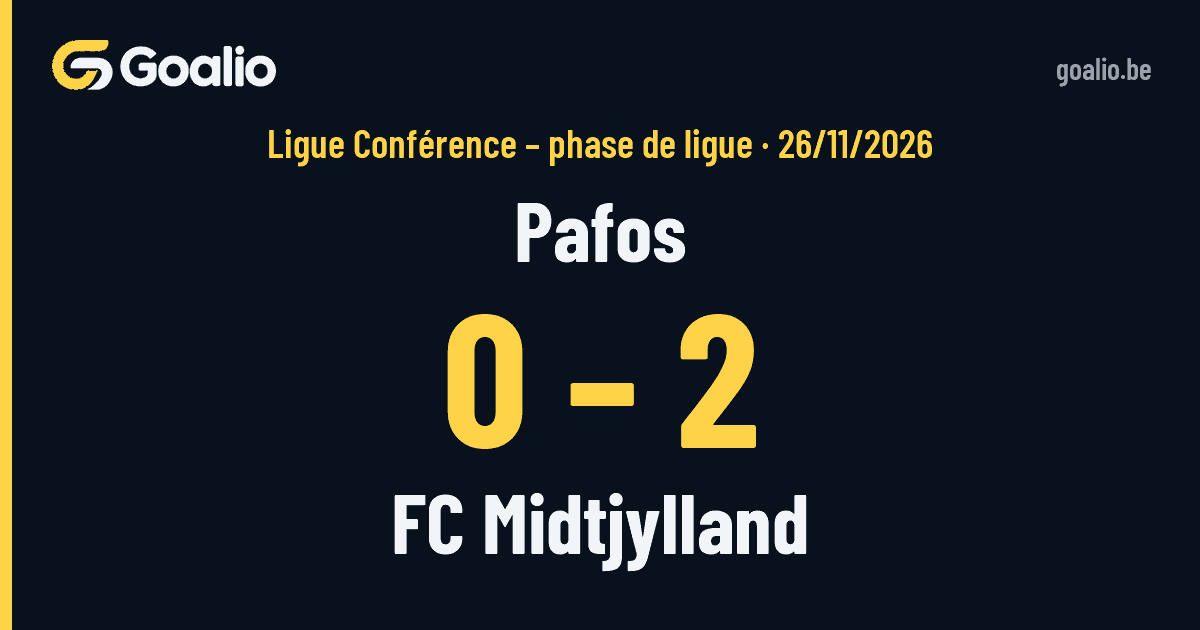 Goalio
goalio.be
Ligue Conférence – phase de ligue · 26/11/2026
Pafos
0 – 2
FC Midtjylland